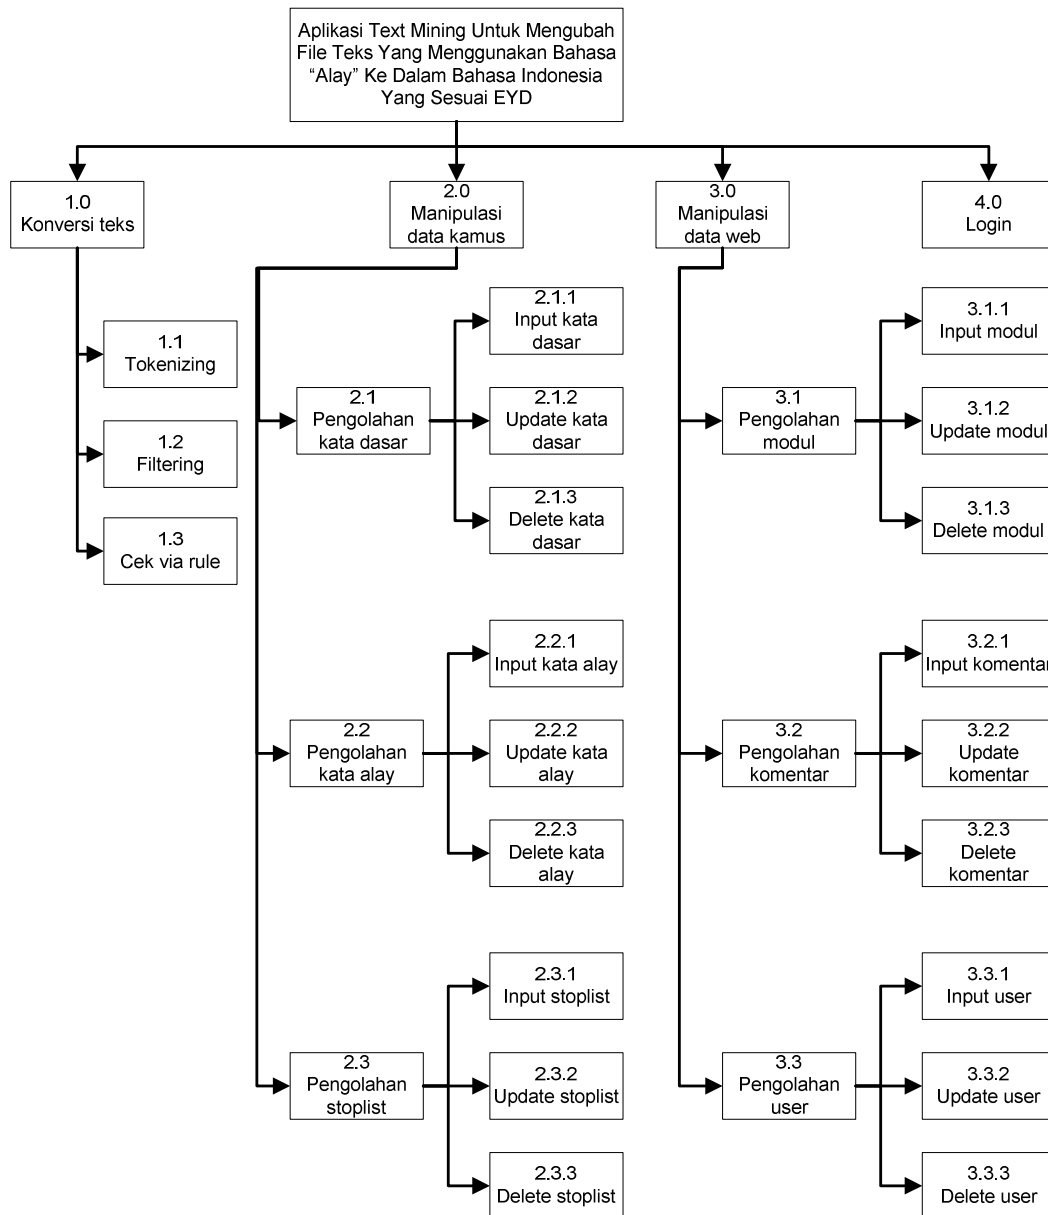 Aplikasi Text Mining Untuk Mengubah
File Teks Yang Menggunakan Bahasa
“Alay” Ke Dalam Bahasa Indonesia
Yang Sesuai EYD
1.0
Konversi teks
2.0
Manipulasi
data kamus
3.0
Manipulasi
data web
4.0
Login
1.1
Tokenizing
1.2
Filtering
1.3
Cek via rule
2.1
Pengolahan
kata dasar
2.1.1
Input kata
dasar
2.1.2
Update kata
dasar
2.1.3
Delete kata
dasar
2.2
Pengolahan
kata alay
2.2.1
Input kata alay
2.2.2
Update kata
alay
2.2.3
Delete kata
alay
2.3
Pengolahan
stoplist
2.3.1
Input stoplist
2.3.2
Update stoplist
2.3.3
Delete stoplist
3.1
Pengolahan
modul
3.1.1
Input modul
3.1.2
Update modul
3.1.3
Delete modul
3.2
Pengolahan
komentar
3.2.1
Input komentar
3.2.2
Update
komentar
3.2.3
Delete
komentar
3.3
Pengolahan
user
3.3.1
Input user
3.3.2
Update user
3.3.3
Delete user